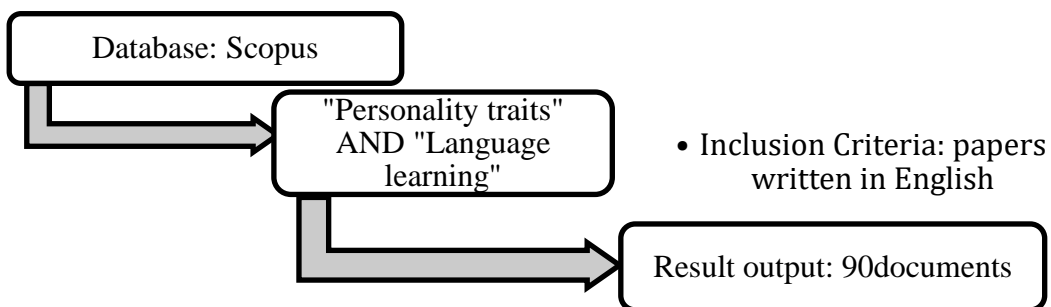 Database: Scopus
"Personality traits"
AND "Language
learning"
• Inclusion Criteria: papers
written in English
Result output: 90documents